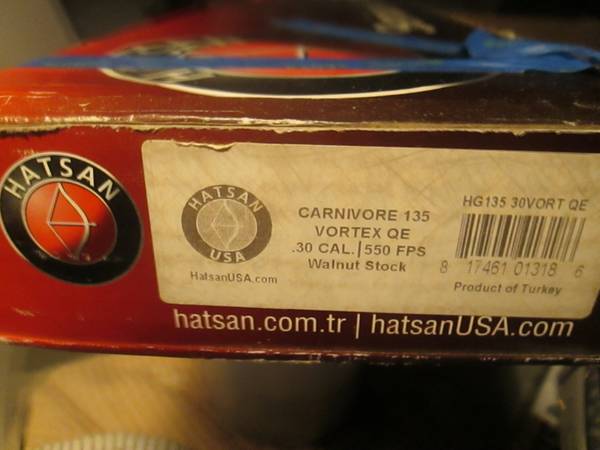 HATSAN
HATSAN
USA
HatsanUSA.com
CARNIVORE 135
VORTEX QE
.30 CAL.|550 FPS
Walnut Stock
HG135 30VORT QE
8 17461 01318 6
Product of Turkey
hatsan.com.tr | hatsanUSA.com